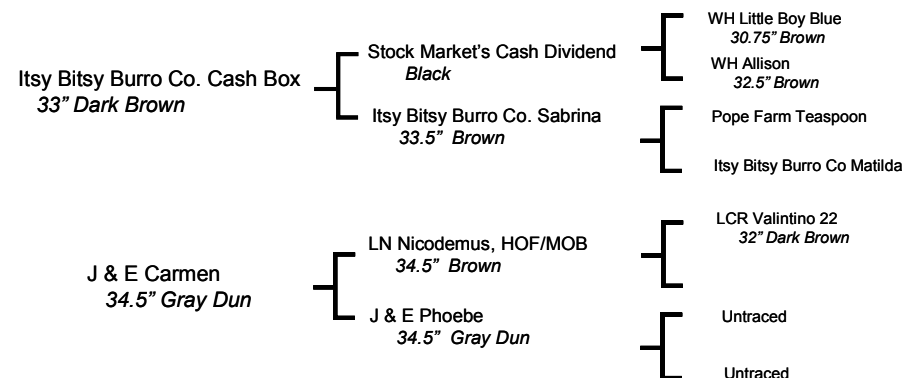 WH Little Boy Blue
30.75” Brown
Stock Market’s Cash Dividend
Black
WH Allison
32.5” Brown
Itsy Bitsy Burro Co. Cash Box
33” Dark Brown
Itsy Bitsy Burro Co. Sabrina
33.5” Brown
Pope Farm Teaspoon
Itsy Bitsy Burro Co Matilda
LCR Valintino 22
32” Dark Brown
LN Nicodemus, HOF/MOB
34.5” Brown
J & E Carmen
34.5” Gray Dun
J & E Phoebe
34.5” Gray Dun
Untraced
Untraced